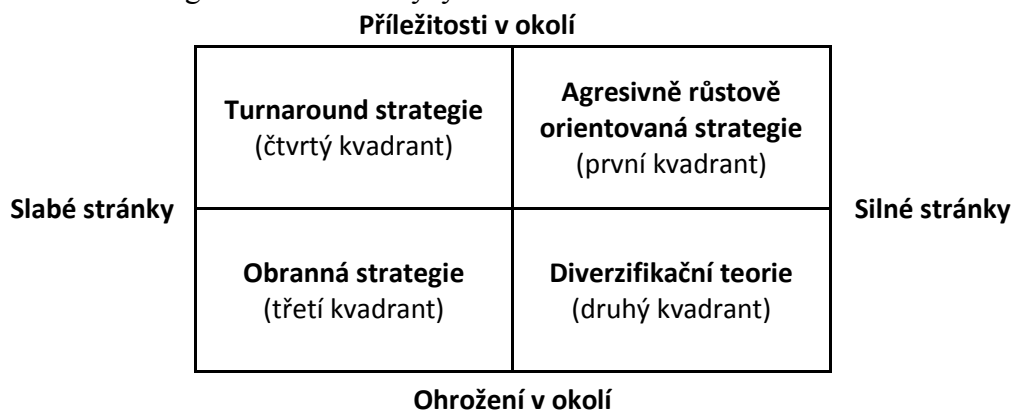 Příležitosti v okolí
Turnaround strategie
(čtvrtý kvadrant)
Agresivně růstově
orientovaná strategie
(první kvadrant)
Slabé stránky
Silné stránky
Obranná strategie
(třetí kvadrant)
Diverzifikační teorie
(druhý kvadrant)
Ohrožení v okolí